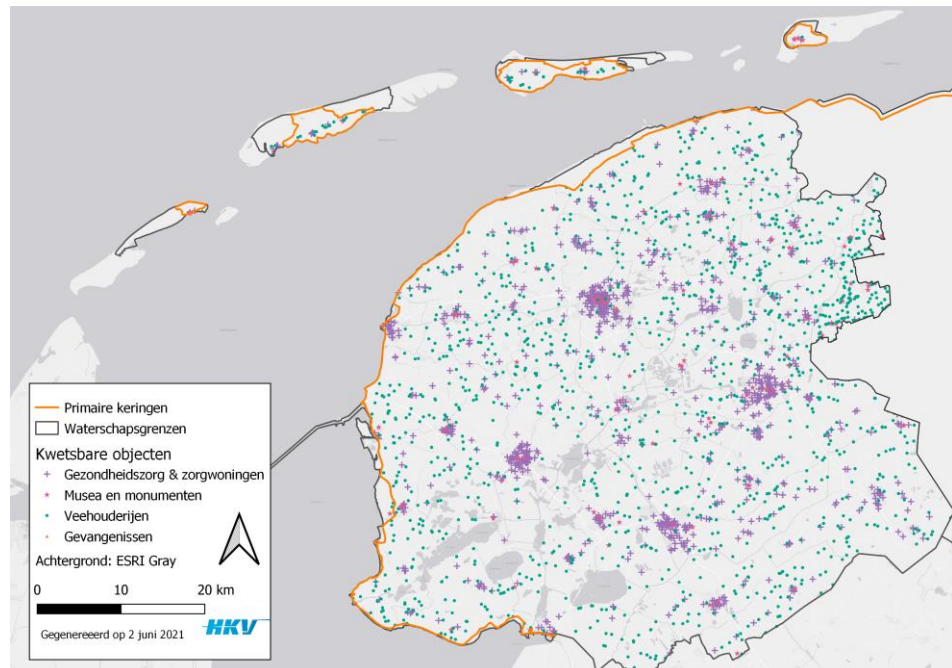 Primaire keringen
Waterschapsgrenzen
Kwetsbare objecten
Gezondheidszorg & zorgwoningen
Musea en monumenten
Veehouderijen
Gevangenissen
Achtergrond: ESRI Gray
0 10 20 km
Gegenereerd op 2 juni 2021
HKV